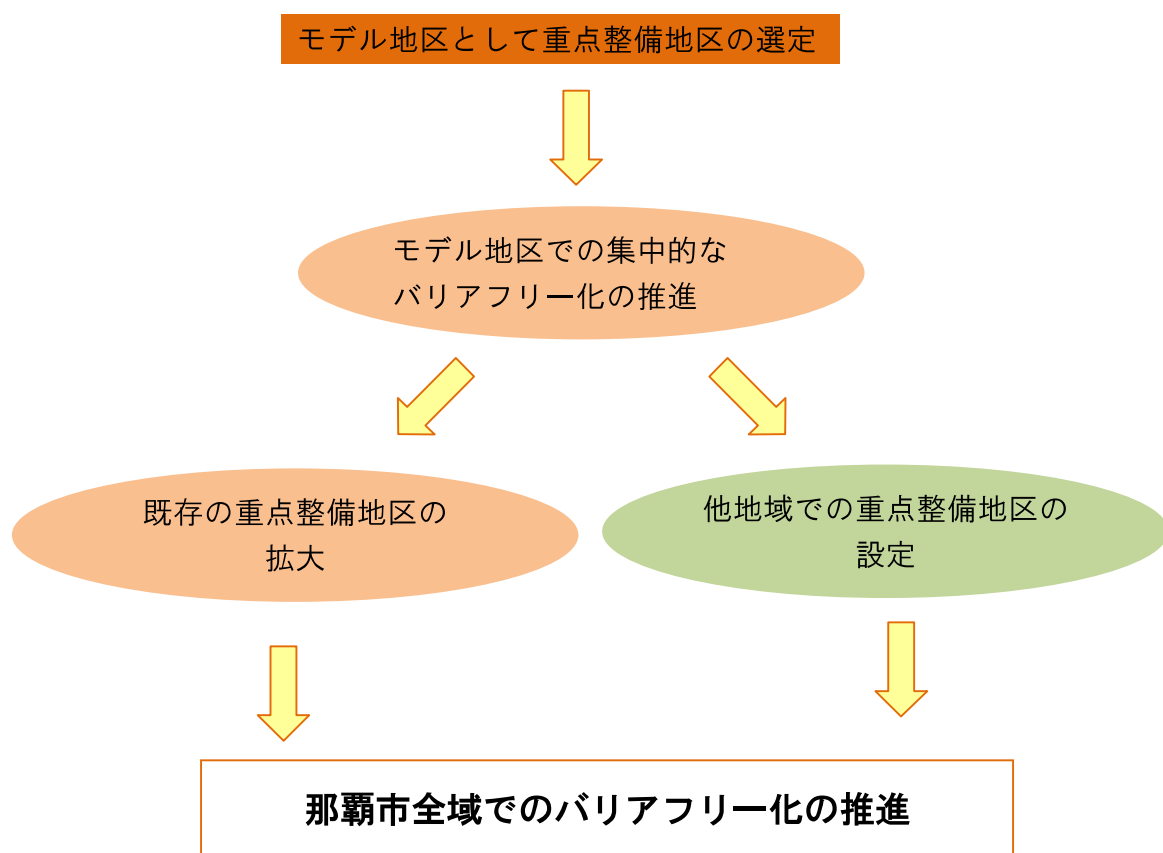 モデル地区として重点整備地区の選定
モデル地区での集中的な
バリアフリー化の推進
既存の重点整備地区の
拡大
他地域での重点整備地区の
設定
那覇市全域でのバリアフリー化の推進